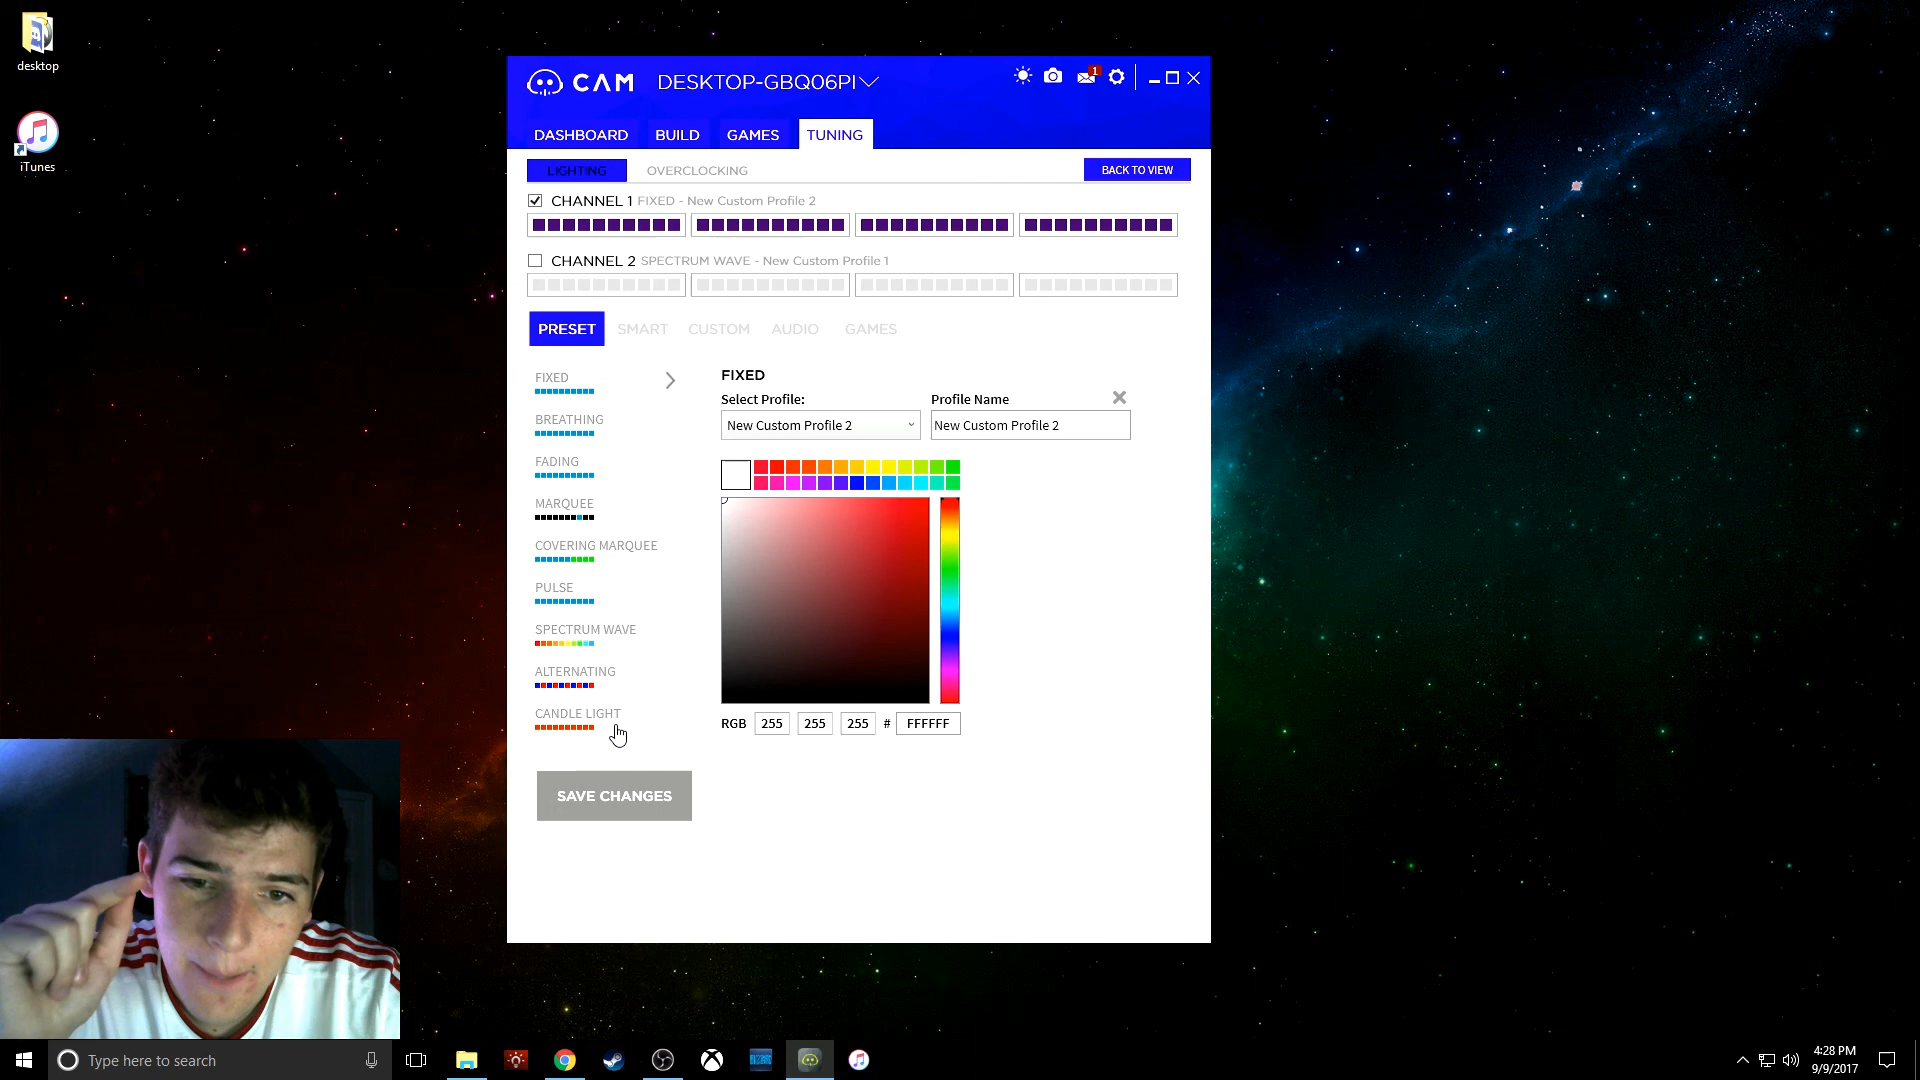 desktop
iTunes
CAM
DESKTOP-GBQ06PI
1
DASHBOARD BUILD GAMES TUNING
LIGHTING OVERCLOCKING BACK TO VIEW
CHANNEL 1 FIXED - New Custom Profile 2
CHANNEL 2 SPECTRUM WAVE - New Custom Profile 1
PRESET SMART CUSTOM AUDIO GAMES
FIXED
BREATHING
FADING
MARQUEE
COVERING MARQUEE
PULSE
SPECTRUM WAVE
ALTERNATING
CANDLE LIGHT
SAVE CHANGES
FIXED
Select Profile: Profile Name
New Custom Profile 2 New Custom Profile 2
RGB 255 255 255 # FFFFFF
Type here to search
4:28 PM
9/9/2017